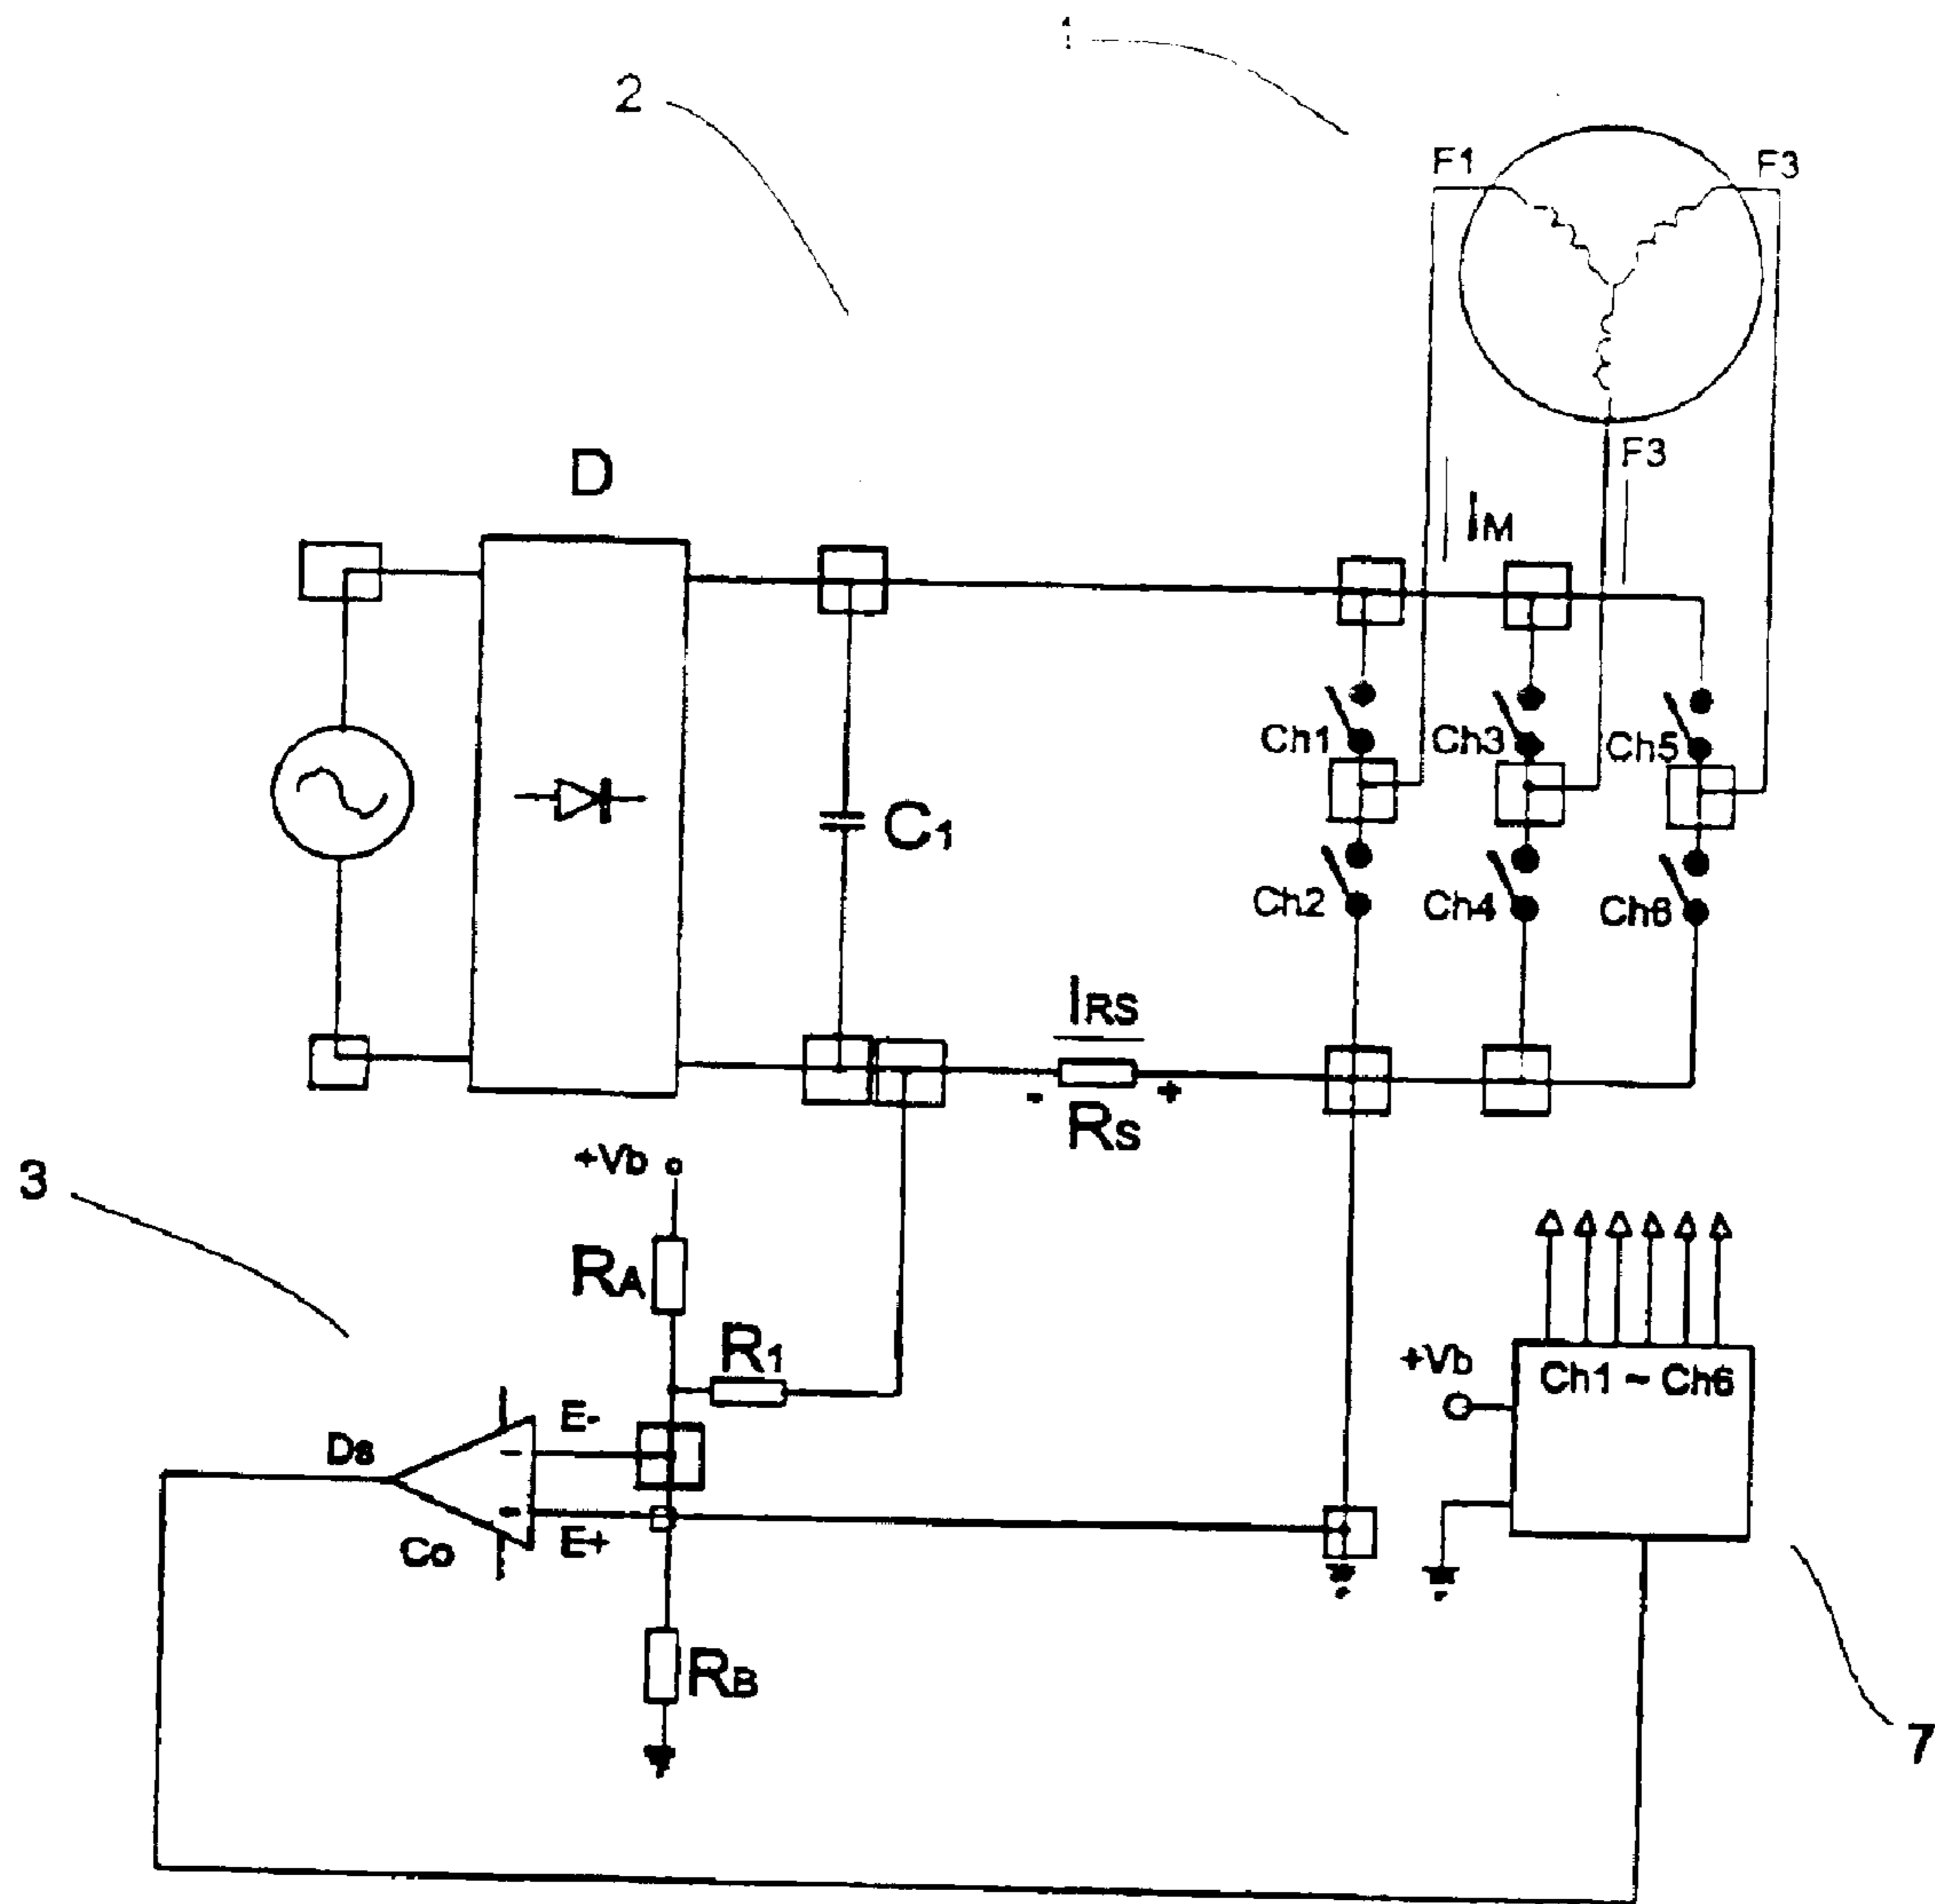 1
2
F1
F3
F3
D
IM
Ch1
Ch3
Ch5
C1
Ch2
Ch4
Ch6
IRS
- +
RS
+Vb
3
RA
R1
+Vb
Ch1 ~ Ch6
E-
Ds
-
+
E+
Co
RB
7